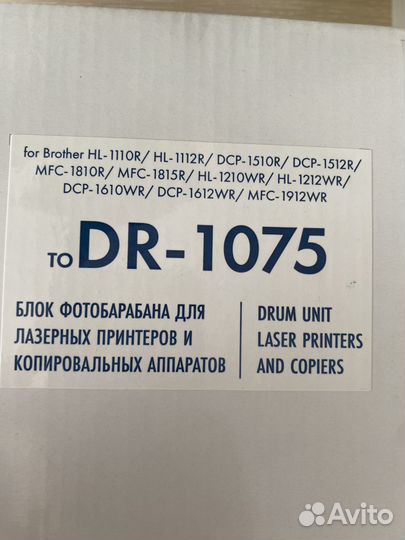 for Brother HL-1110R/ HL-1112R/ DCP-1510R/ DCP-1512R/
MFC-1810R/ MFC-1815R/ HL-1210WR/ HL-1212WR/
DCP-1610WR/ DCP-1612WR/ MFC-1912WR
TO DR-1075
БЛОК ФОТОБАРАБАНА ДЛЯ
ЛАЗЕРНЫХ ПРИНТЕРОВ И
КОПИРОВАЛЬНЫХ АППАРАТОВ
DRUM UNIT
LASER PRINTERS
AND COPIERS
Avito